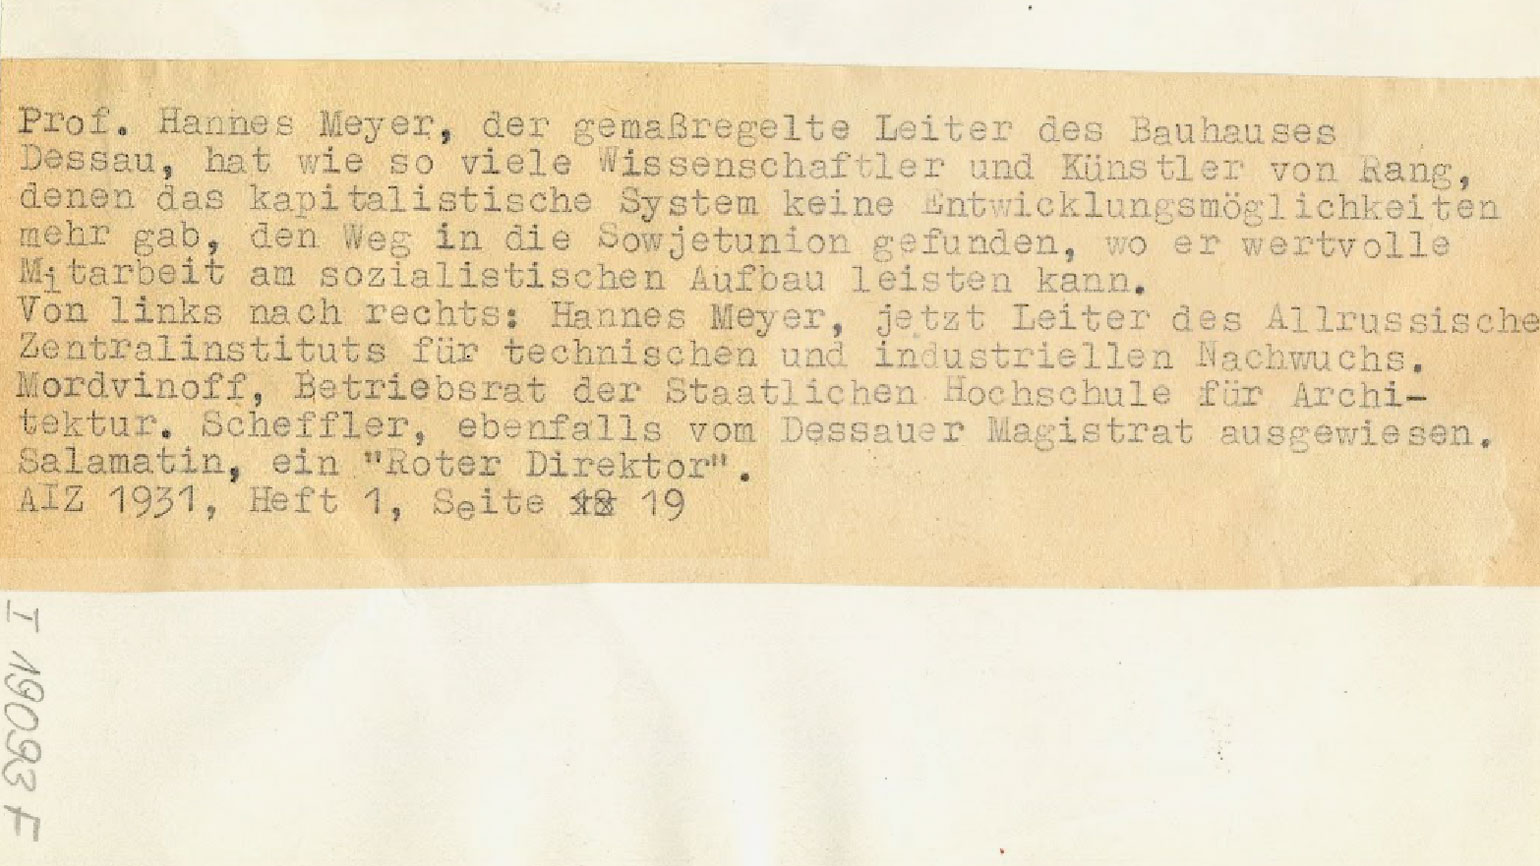 Prof. Hannes Meyer, der gemaßregelte Leiter des Bauhauses
Dessau, hat wie so viele Wissenschaftler und Künstler von Rang,
denen das kapitalistische System keine Entwicklungsmöglichkeiten
mehr gab, den Weg in die Sowjetunion gefunden, wo er wertvolle
Mitarbeit am sozialistischen Aufbau leisten kann.
Von links nach rechts: Hannes Meyer, jetzt Leiter des Allrussische
Zentralinstituts für technischen und industriellen Nachwuchs.
Mordvinoff, Betriebsrat der Staatlichen Hochschule für Archi-
tektur. Scheffler, ebenfalls vom Dessauer Magistrat ausgewiesen.
Salamatin, ein "Roter Direktor".
AIZ 1931, Heft 1, Seite 19
I 19093 F